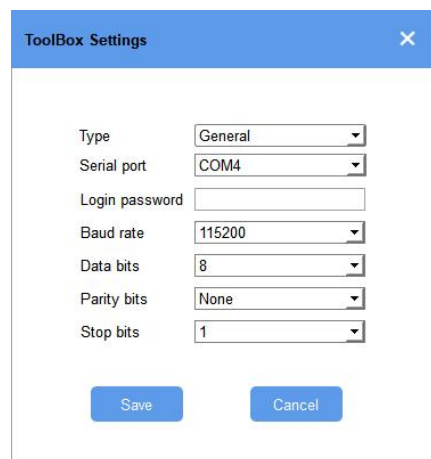 ToolBox Settings
Type General
Serial port COM4
Login password
Baud rate 115200
Data bits 8
Parity bits None
Stop bits 1
Save Cancel